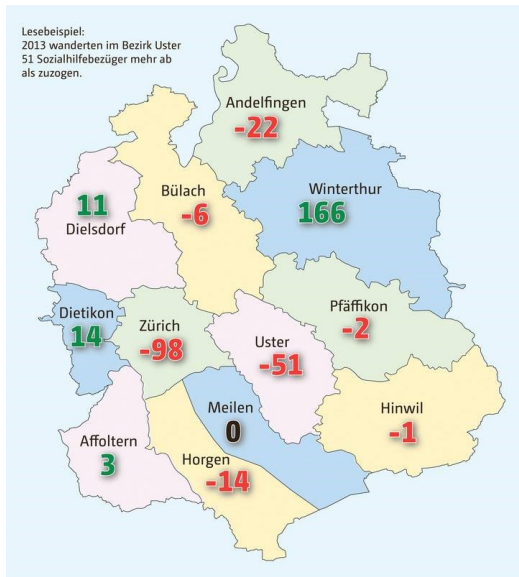 Lesebeispiel:
2013 wanderten im Bezirk Uster
51 Sozialhilfebezüger mehr ab
als zuzogen.
Andelfingen
-22
Bülach
-6
Winterthur
166
11
Dielsdorf
Dietikon
14
Zürich
-98
Uster
-51
Pfäffikon
-2
Meilen
0
Hinwil
-1
Affoltern
3
Horgen
-14